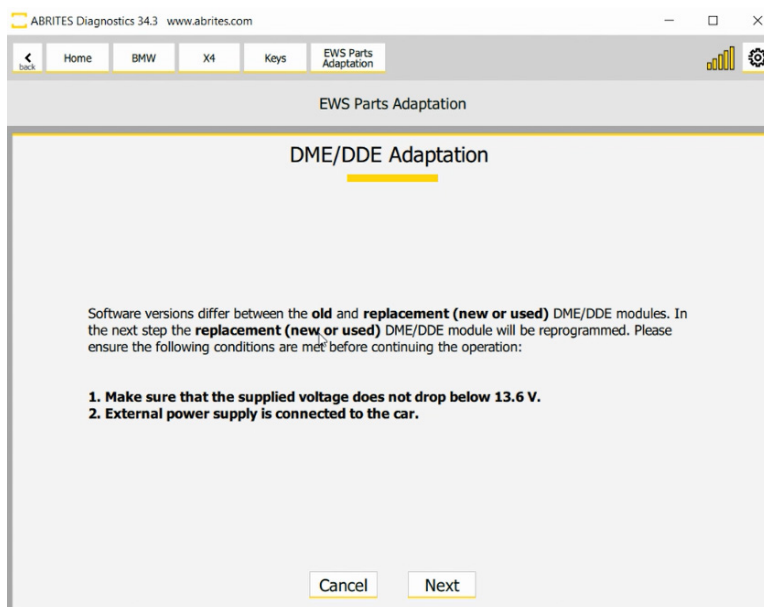 ABRITES Diagnostics 34.3 www.abrites.com
back
Home
BMW
X4
Keys
EWS Parts
Adaptation
EWS Parts Adaptation
DME/DDE Adaptation
Software versions differ between the old and replacement (new or used) DME/DDE modules. In
the next step the replacement (new or used) DME/DDE module will be reprogrammed. Please
ensure the following conditions are met before continuing the operation:
1. Make sure that the supplied voltage does not drop below 13.6 V.
2. External power supply is connected to the car.
Cancel
Next